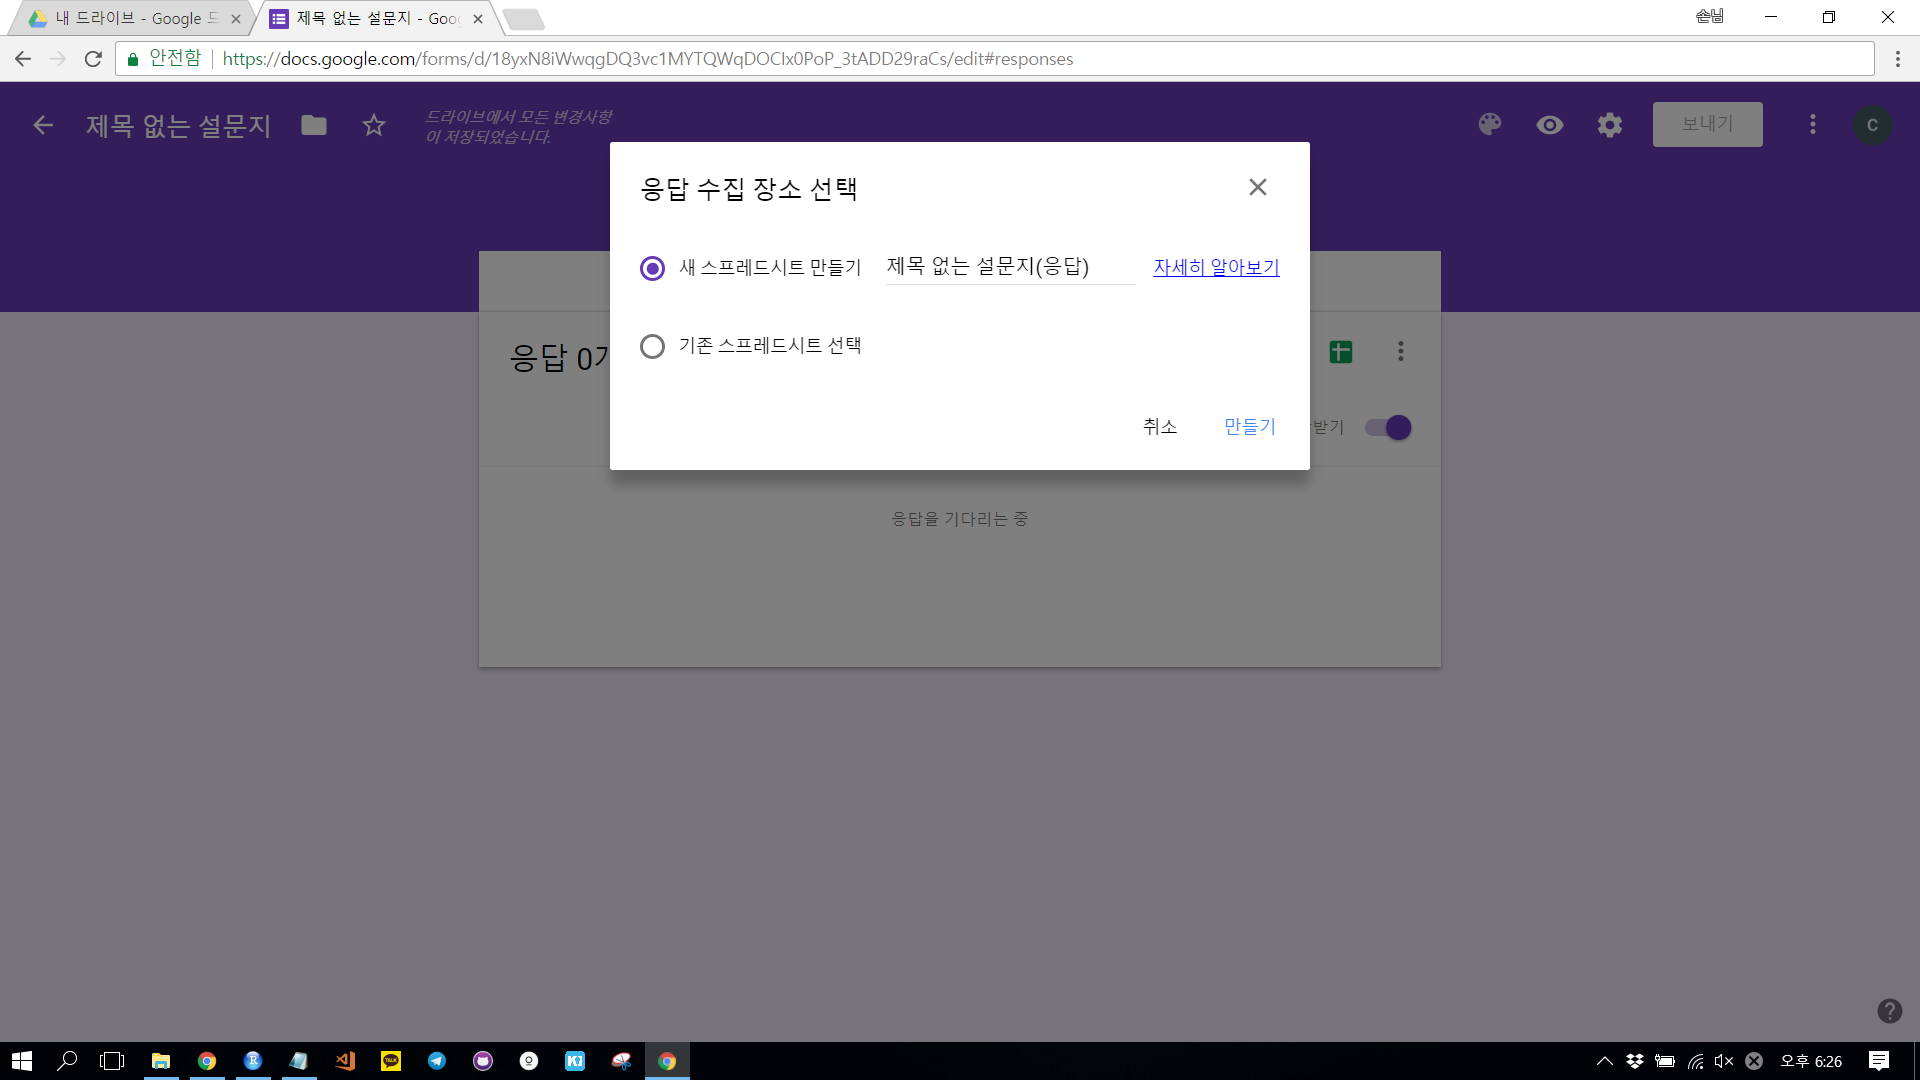 내 드라이브 - Google 드
제목 없는 설문지 - Goog
손님
안전함
https://docs.google.com/forms/d/18yxN8iWwqgDQ3vc1MYTQWqDOCIx0PoP_3tADD29raCs/edit#responses
제목 없는 설문지
드라이브에서 모든 변경사항
이 저장되었습니다.
보내기
C
응답 수집 장소 선택
새 스프레드시트 만들기
제목 없는 설문지(응답)
자세히 알아보기
응답 0
기존 스프레드시트 선택
취소
만들기
받기
응답을 기다리는 중
TALK
오후 6:26